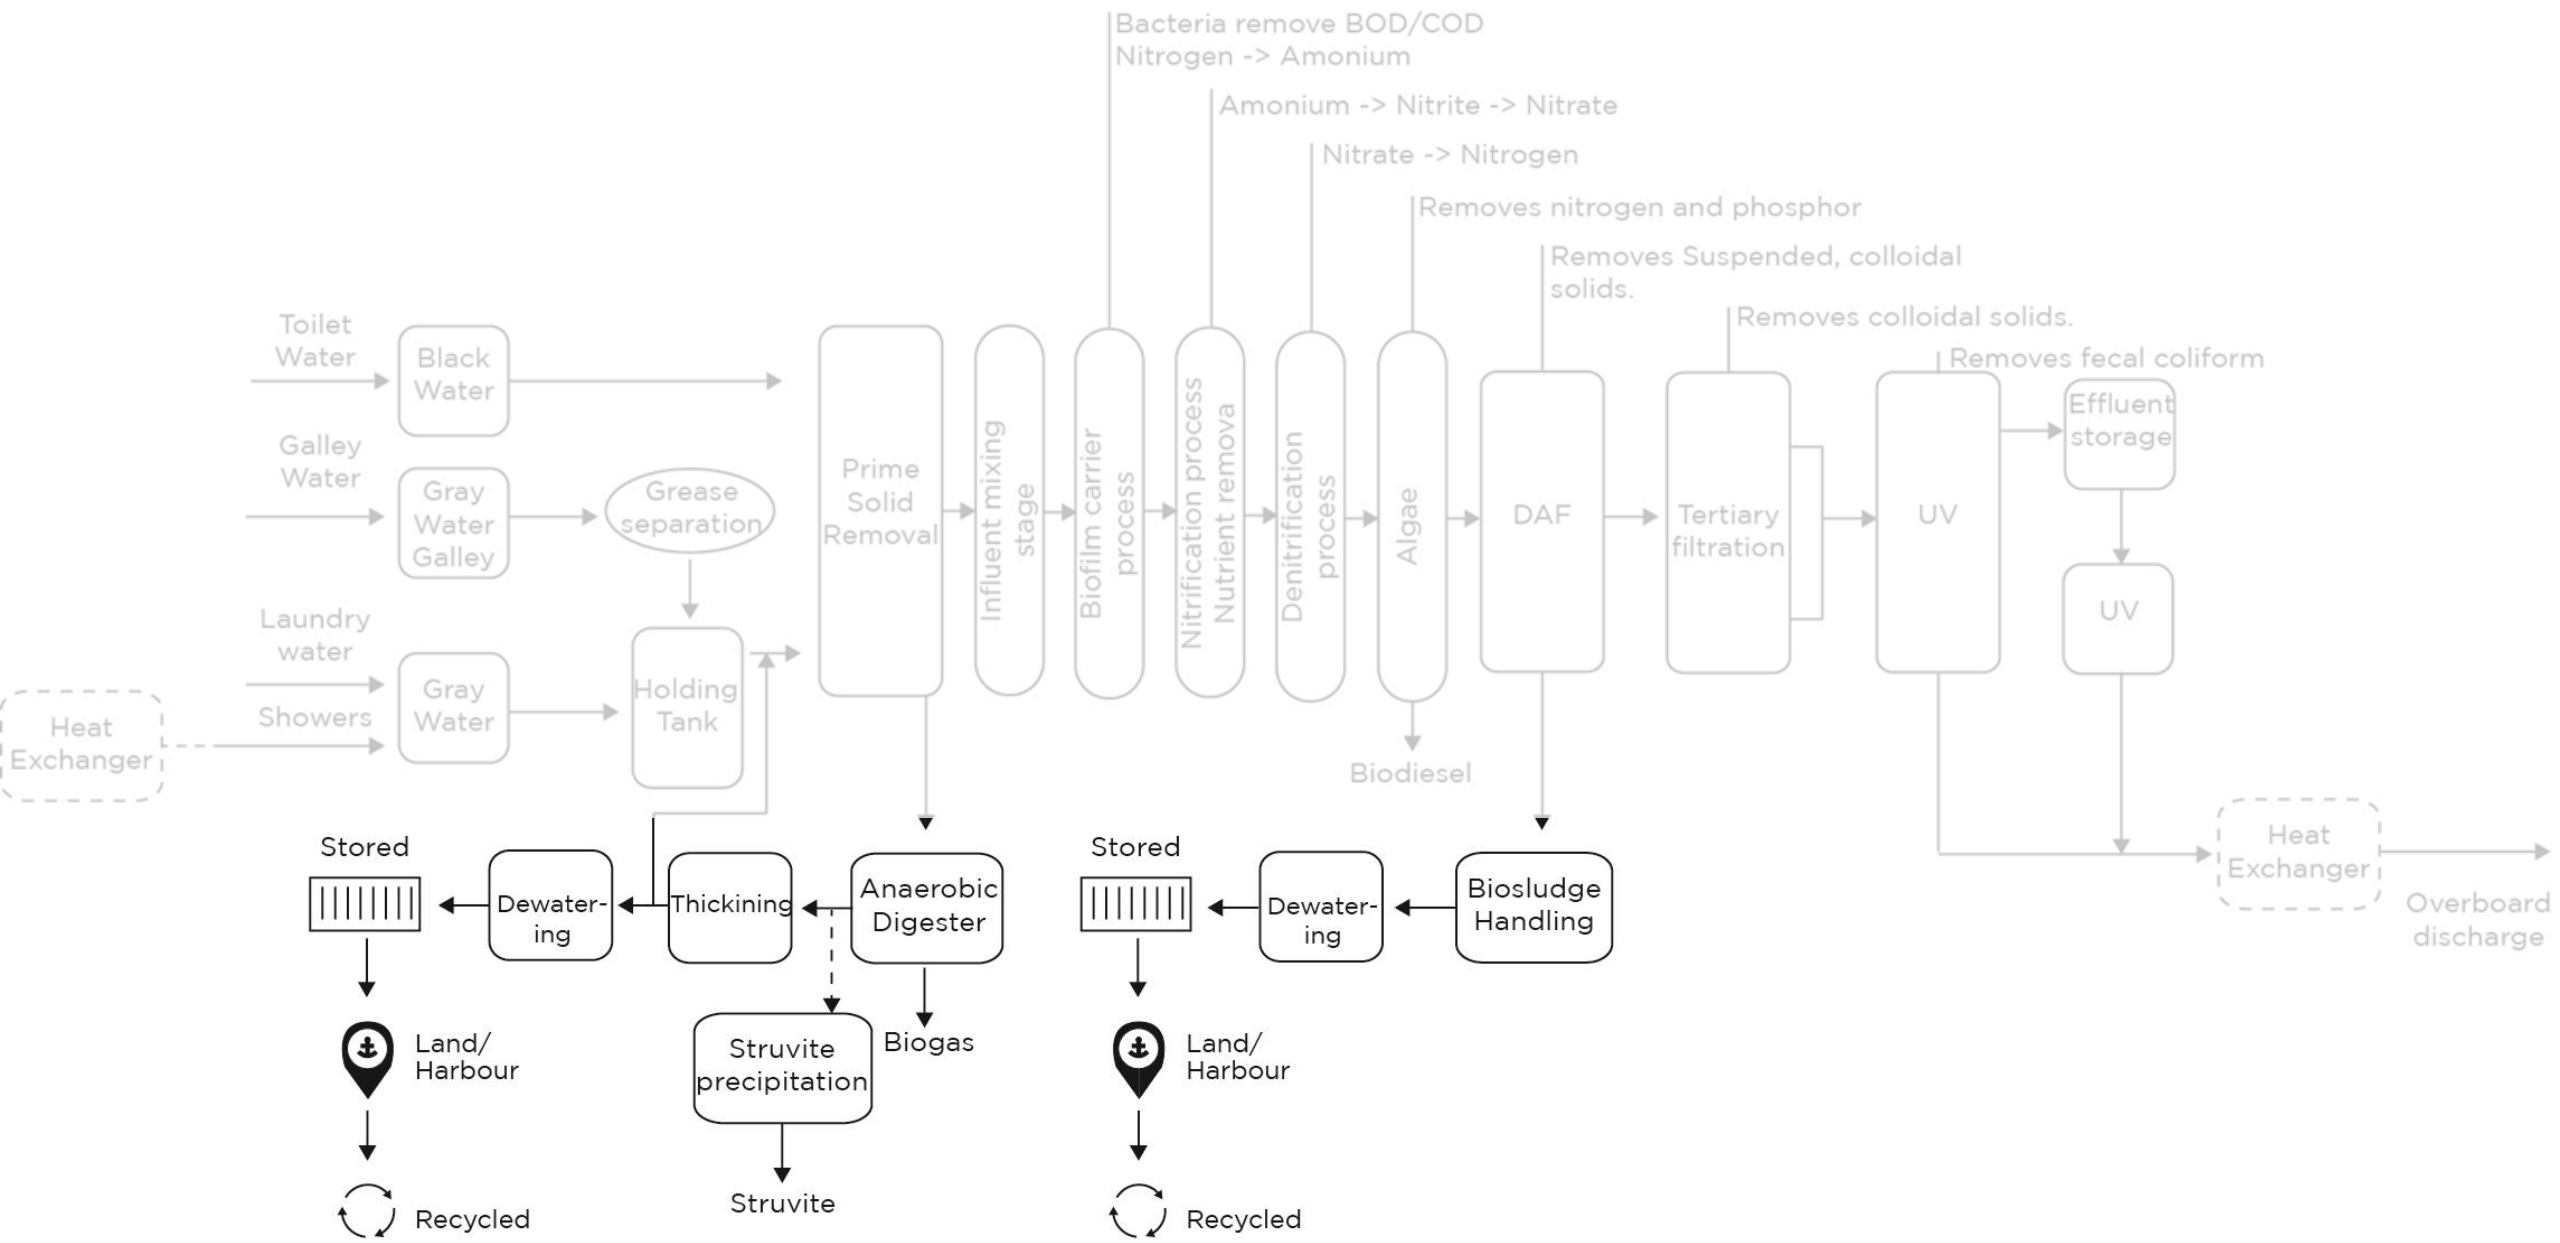 Bacteria remove BOD/COD
Nitrogen -> Amonium
Amonium -> Nitrite -> Nitrate
Nitrate -> Nitrogen
Removes nitrogen and phosphor
Removes Suspended, colloidal
solids.
Removes colloidal solids.
Removes fecal coliform
Toilet
Water
Black
Water
Galley
Water
Gray
Water
Galley
Grease
separation
Laundry
water
Showers
Heat
Exchanger
Gray
Water
Holding
Tank
Prime
Solid
Removal
Influent mixing
stage
Biofilm carrier
process
Nitrification process
Nutrient remova
Denitrification
process
Algae
Biodiesel
DAF
Tertiary
filtration
UV
Effluent
storage
UV
Heat
Exchanger
Overboard
discharge
Stored
Dewater-
ing
Thickining
Anaerobic
Digester
Biogas
Struvite
precipitation
Struvite
Land/
Harbour
Recycled
Stored
Dewater-
ing
Biosludge
Handling
Land/
Harbour
Recycled